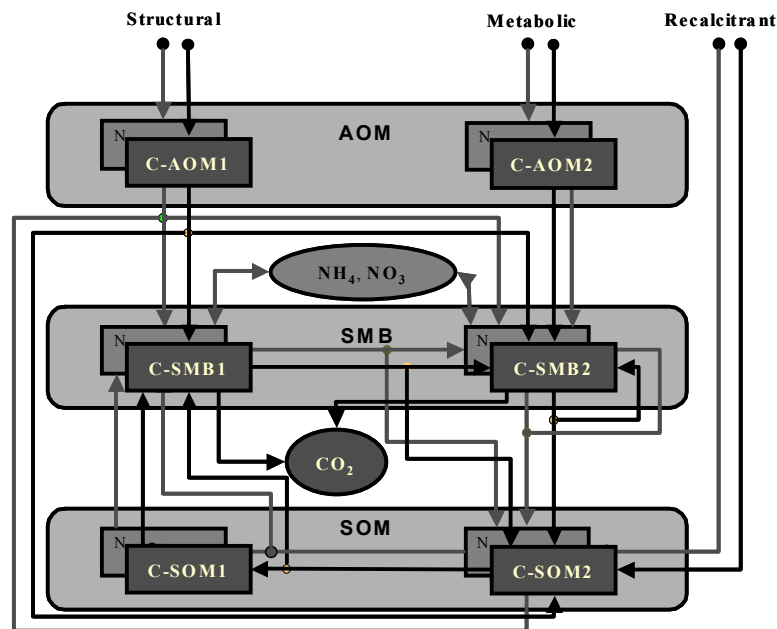 Structural Metabolic Recalcitrant
AOM
N N
C-AOM1 C-AOM2
NH4, NO3
SMB
N N
C-SMB1 C-SMB2
CO2
SOM
N N
C-SOM1 C-SOM2